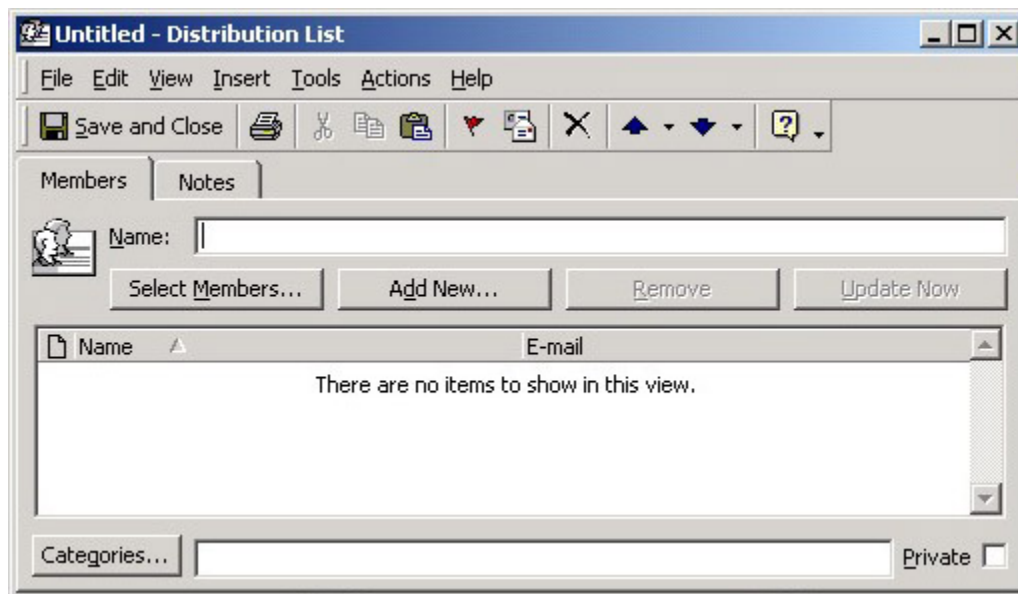 Untitled - Distribution List
File Edit View Insert Tools Actions Help
Save and Close
Members Notes
Name:
Select Members... Add New... Remove Update Now
Name E-mail
There are no items to show in this view.
Categories... Private